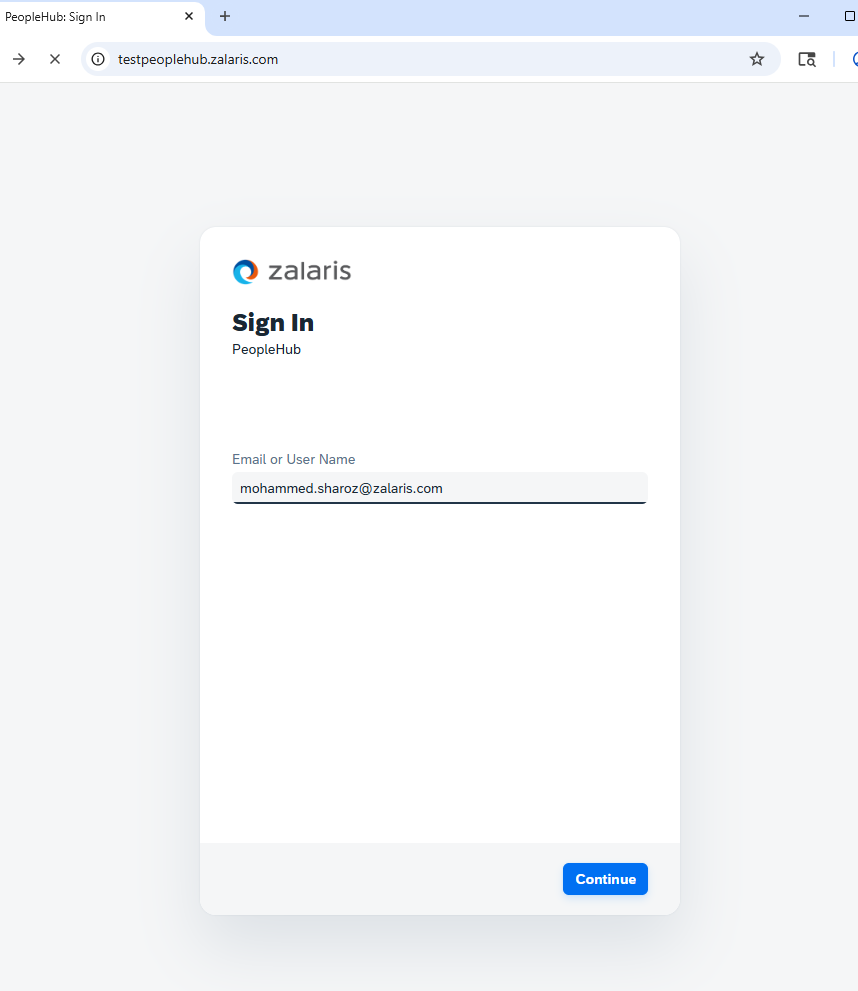 PeopleHub: Sign In
testpeoplehub.zalaris.com
zalaris
Sign In
PeopleHub
Email or User Name
mohammed.sharoz@zalaris.com
Continue